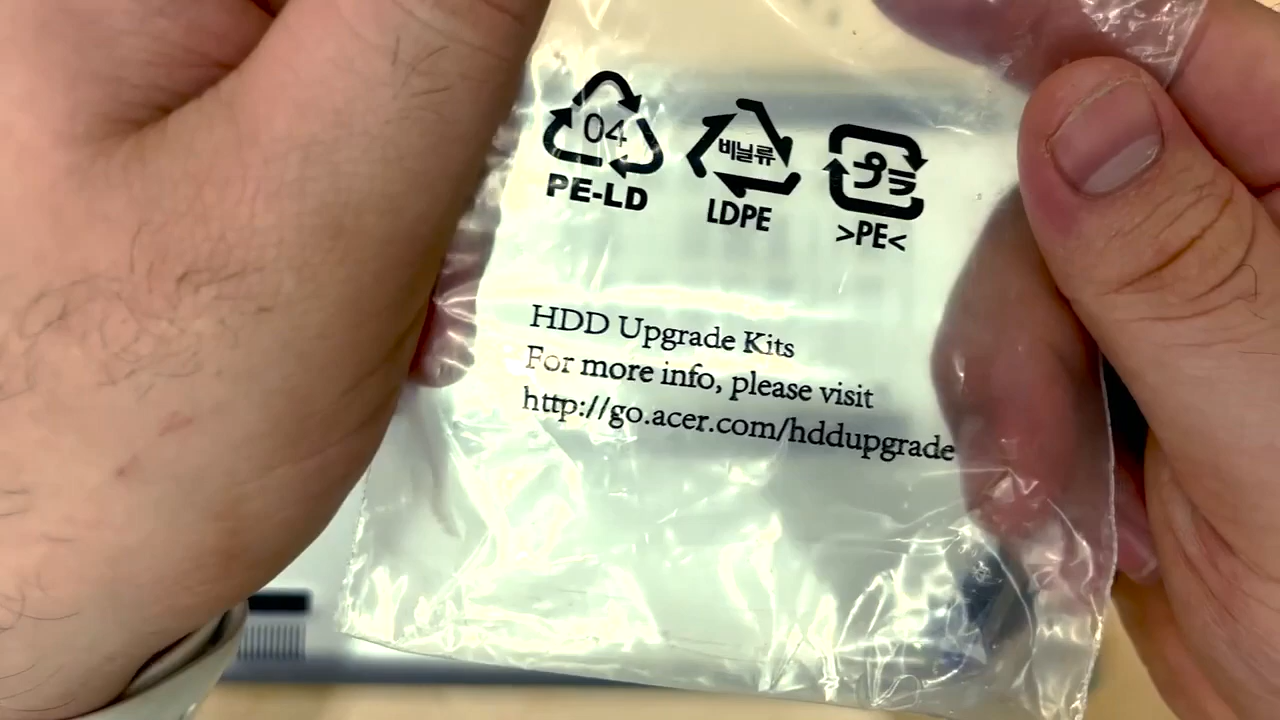 04
PE-LD
비닐류
LDPE
プラ
>PE<
HDD Upgrade Kits
For more info, please visit
http://go.acer.com/hddupgrade